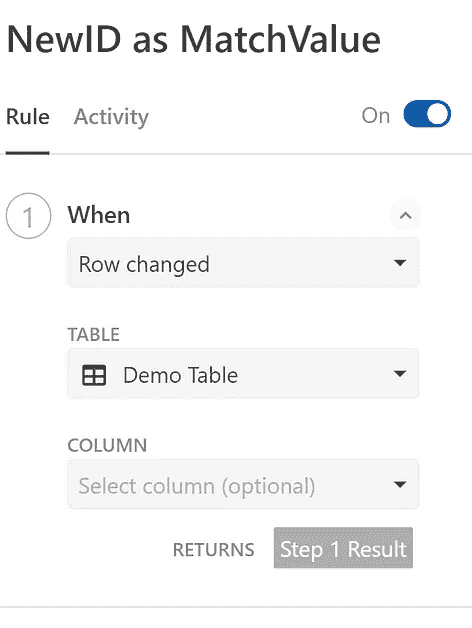 NewID as MatchValue
Rule Activity On
1 When
Row changed
TABLE
Demo Table
COLUMN
Select column (optional)
RETURNS Step 1 Result